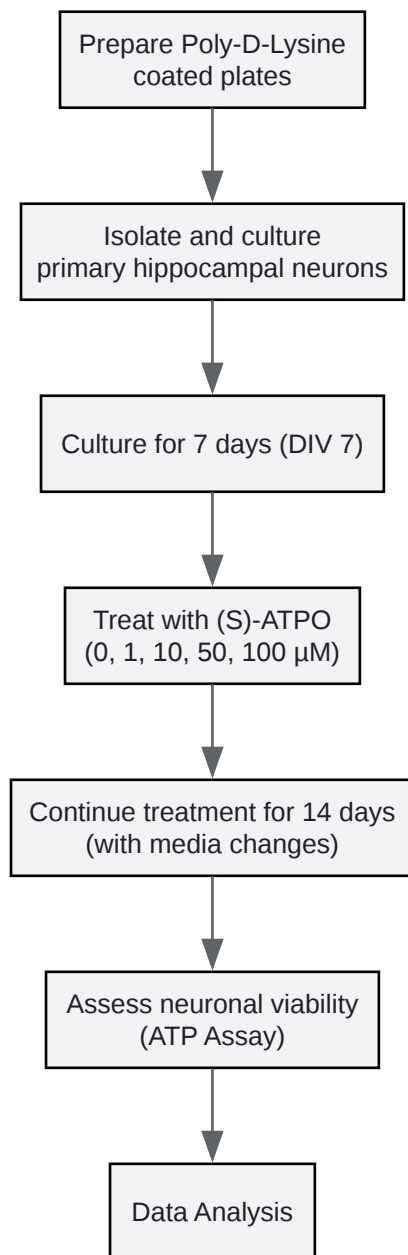 Prepare Poly-D-Lysine
coated plates
Isolate and culture
primary hippocampal neurons
Culture for 7 days (DIV 7)
Treat with (S)-ATPO
(0, 1, 10, 50, 100 µM)
Continue treatment for 14 days
(with media changes)
Assess neuronal viability
(ATP Assay)
Data Analysis